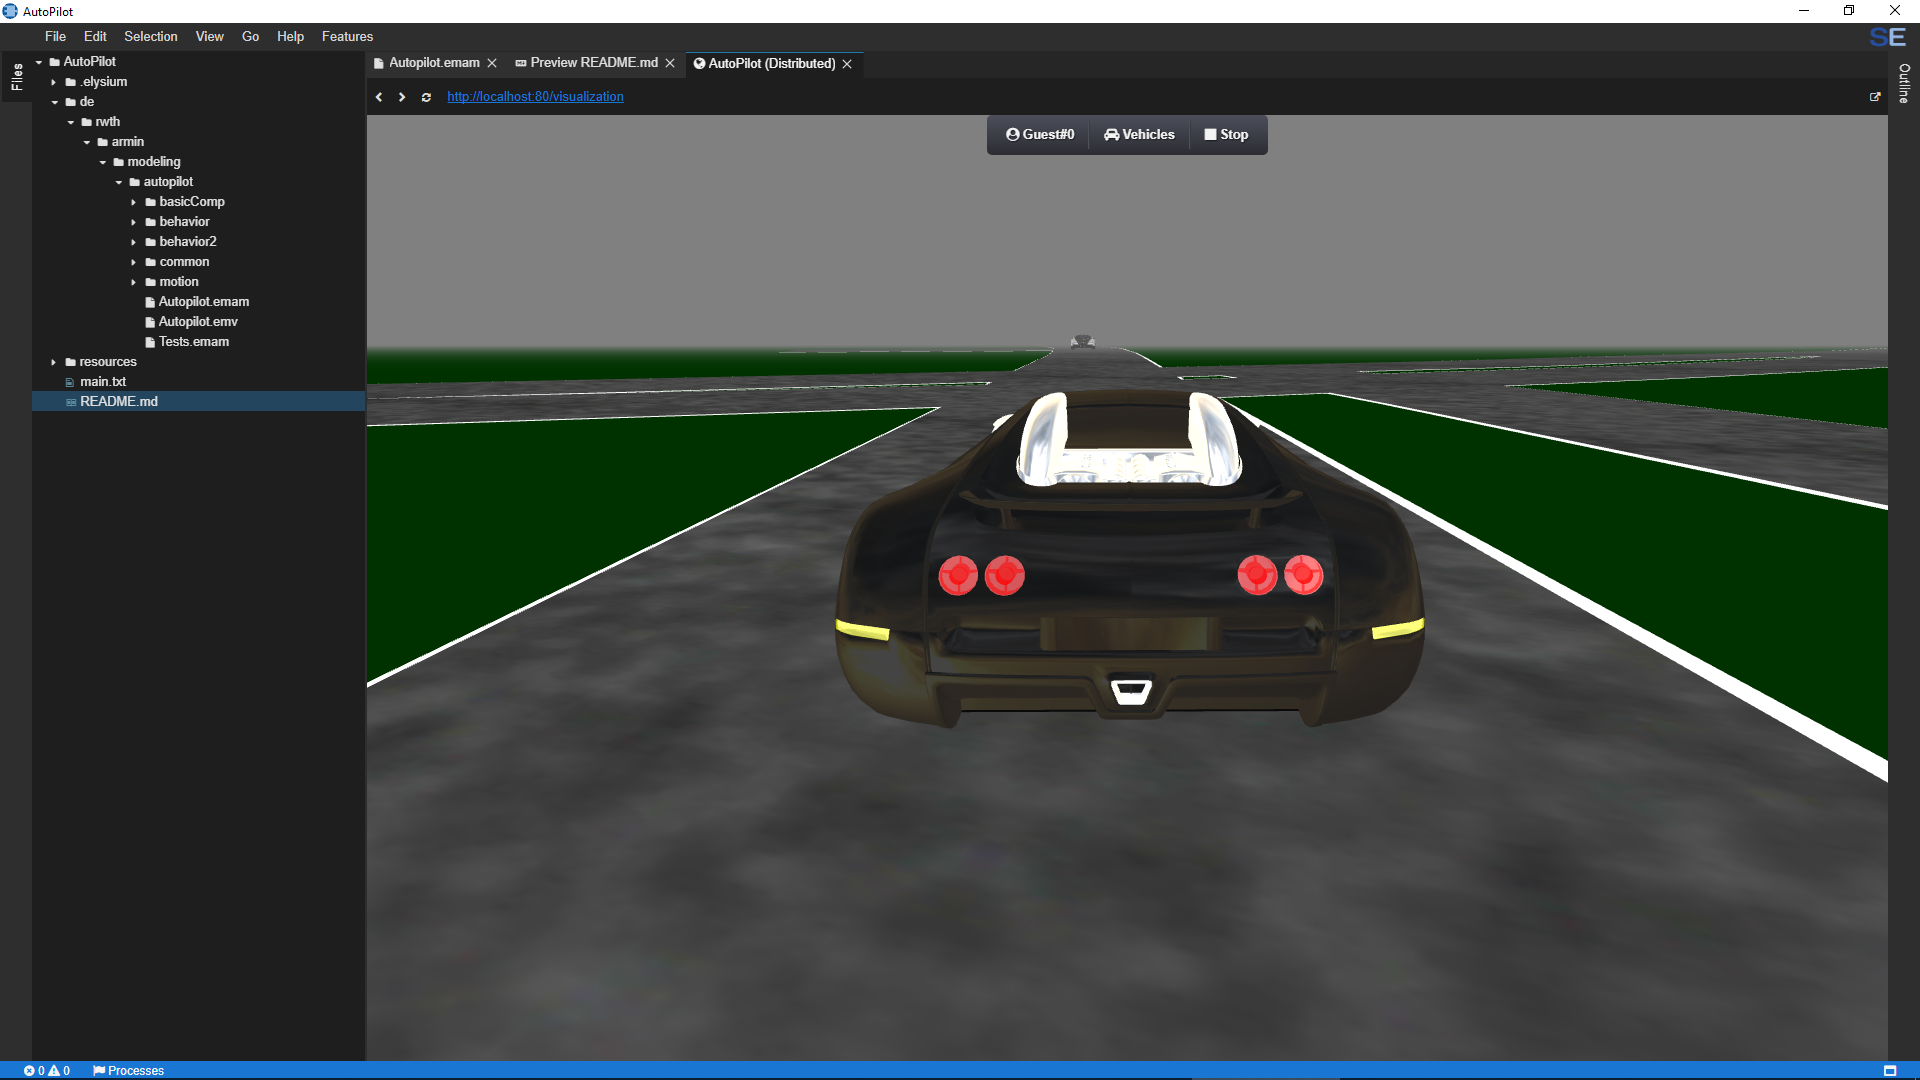 AutoPilot
File Edit Selection View Go Help Features
SE
Files
AutoPilot
.elysium
de
rwth
armin
modeling
autopilot
basicComp
behavior
behavior2
common
motion
Autopilot.emam
Autopilot.emv
Tests.emam
resources
main.txt
README.md
Autopilot.emam Preview README.md AutoPilot (Distributed)
http://localhost:80/visualization
Guest#0 Vehicles Stop
Outline
0 0 Processes